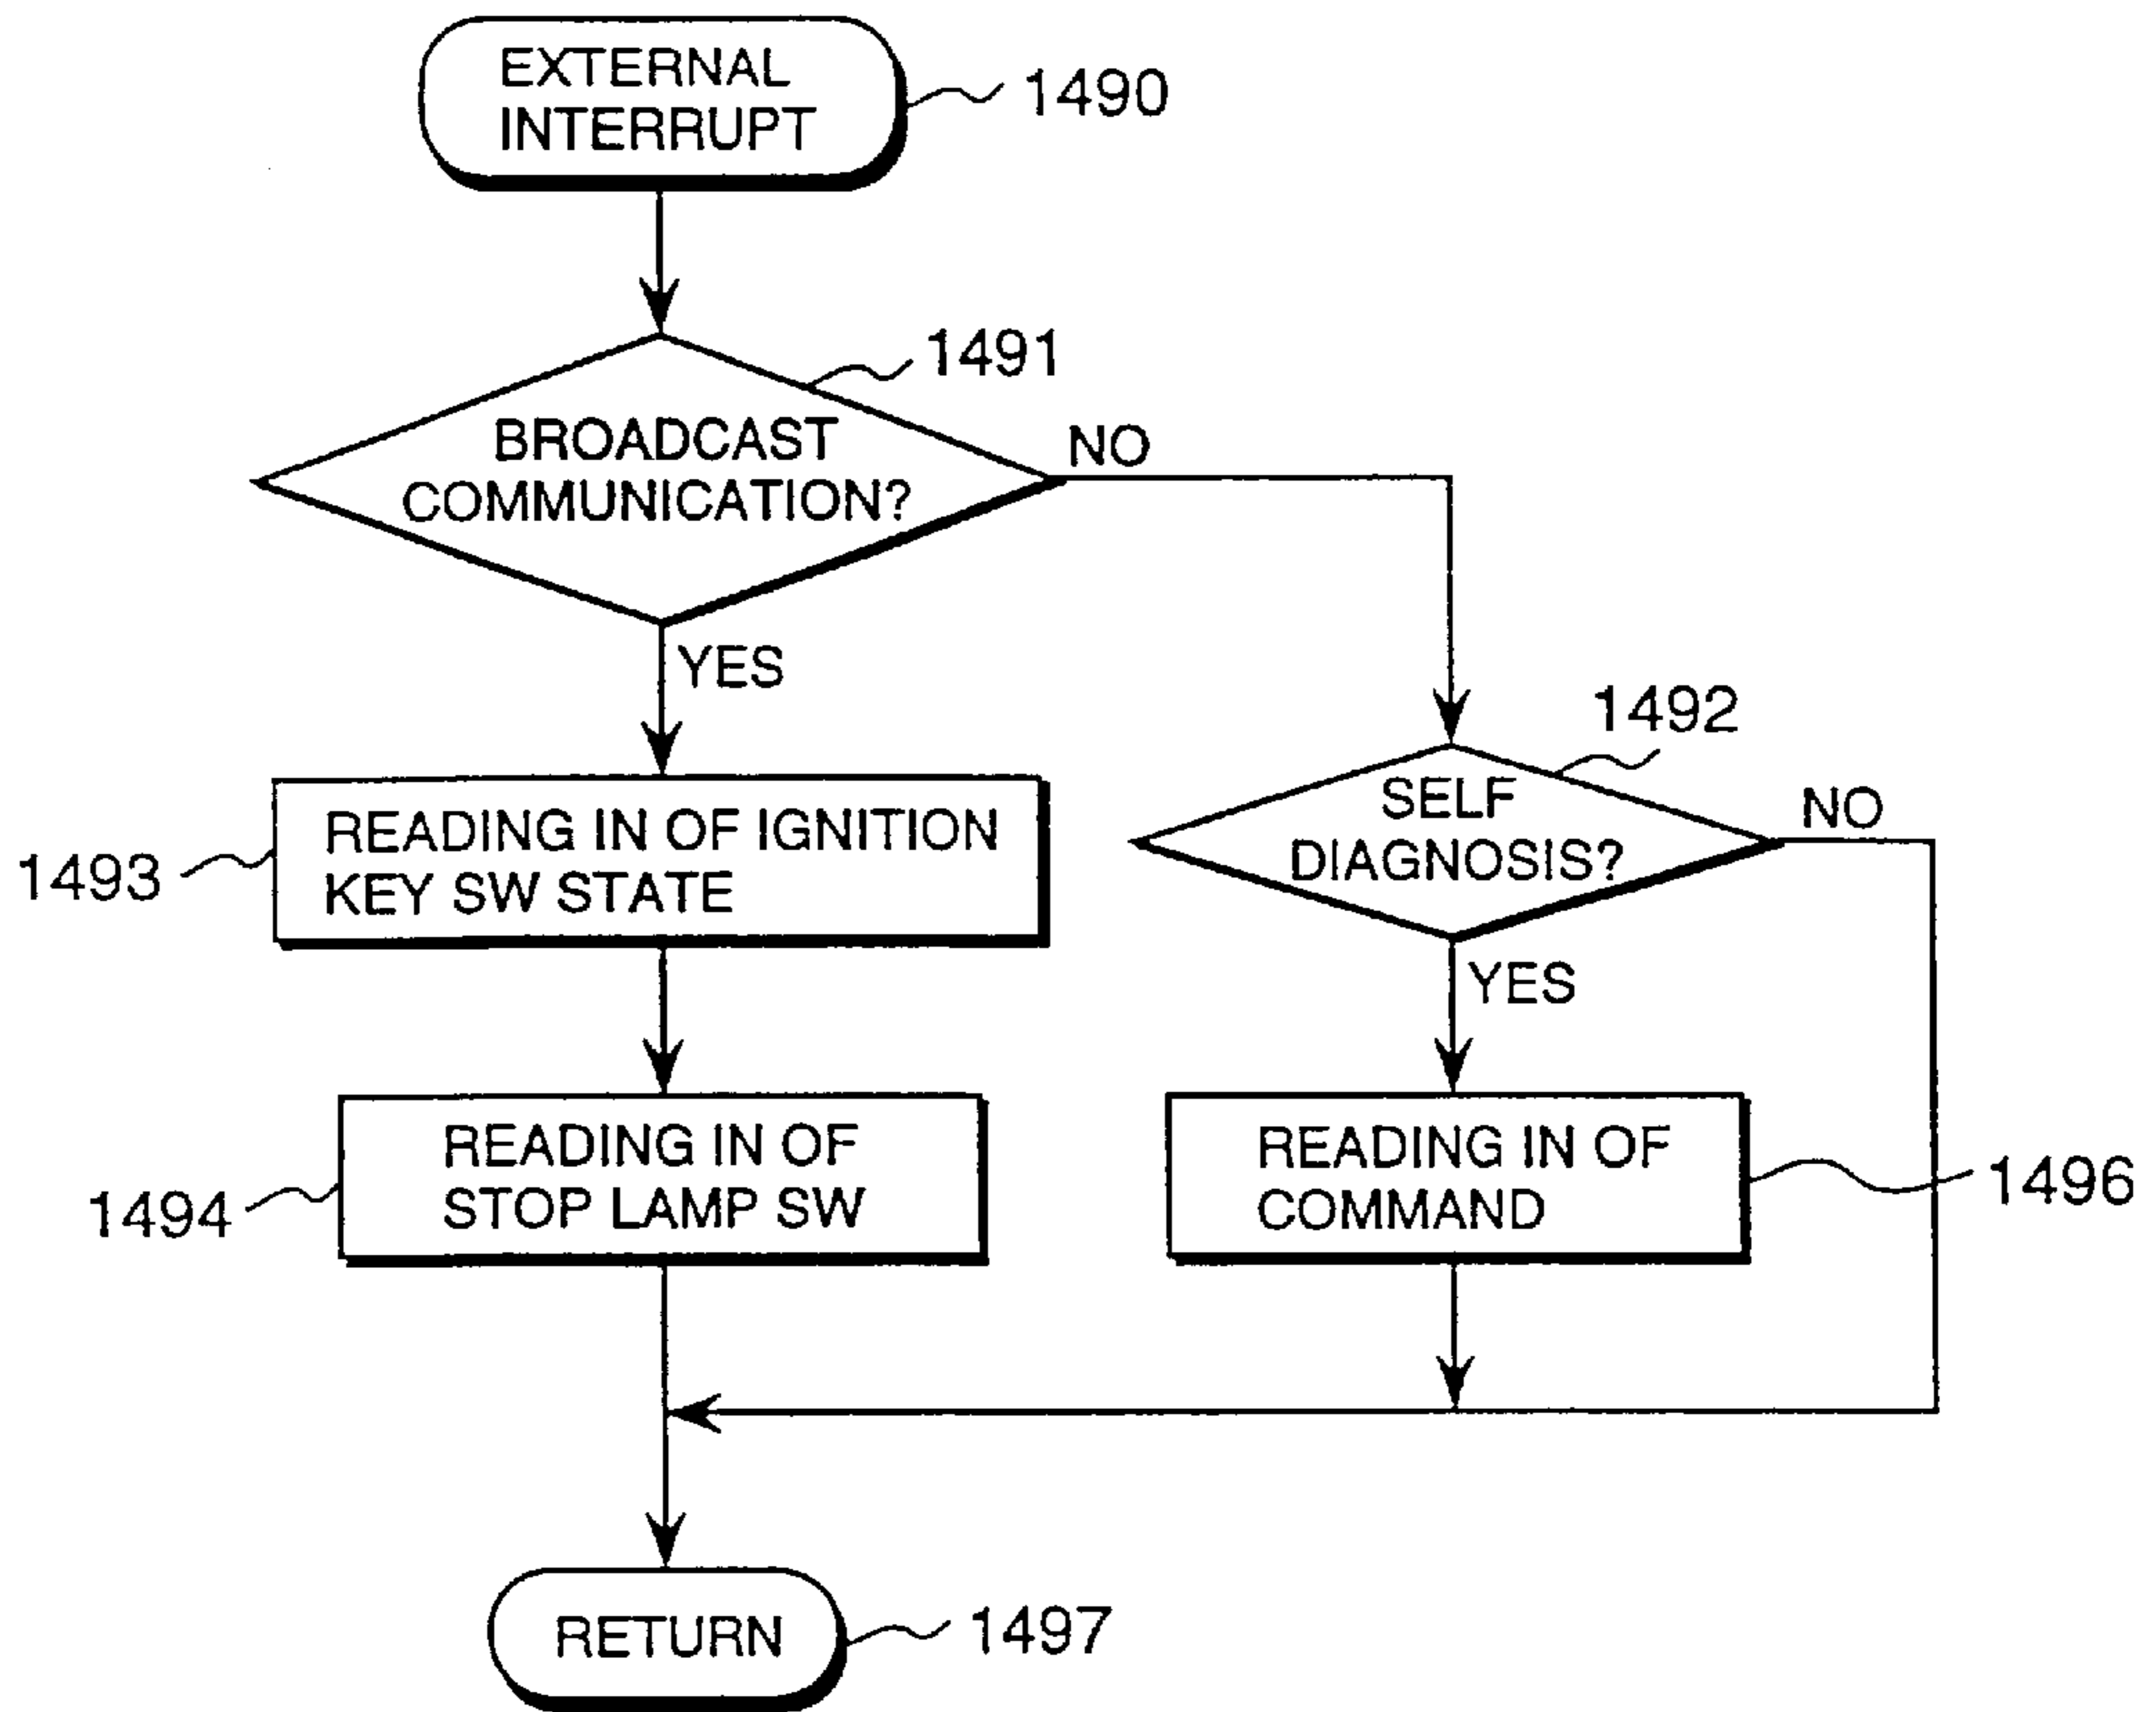 EXTERNAL
INTERRUPT
1490
1491
BROADCAST
COMMUNICATION?
NO
YES
1492
SELF
DIAGNOSIS?
NO
READING IN OF IGNITION
KEY SW STATE
1493
YES
READING IN OF
STOP LAMP SW
1494
READING IN OF
COMMAND
1496
RETURN
1497